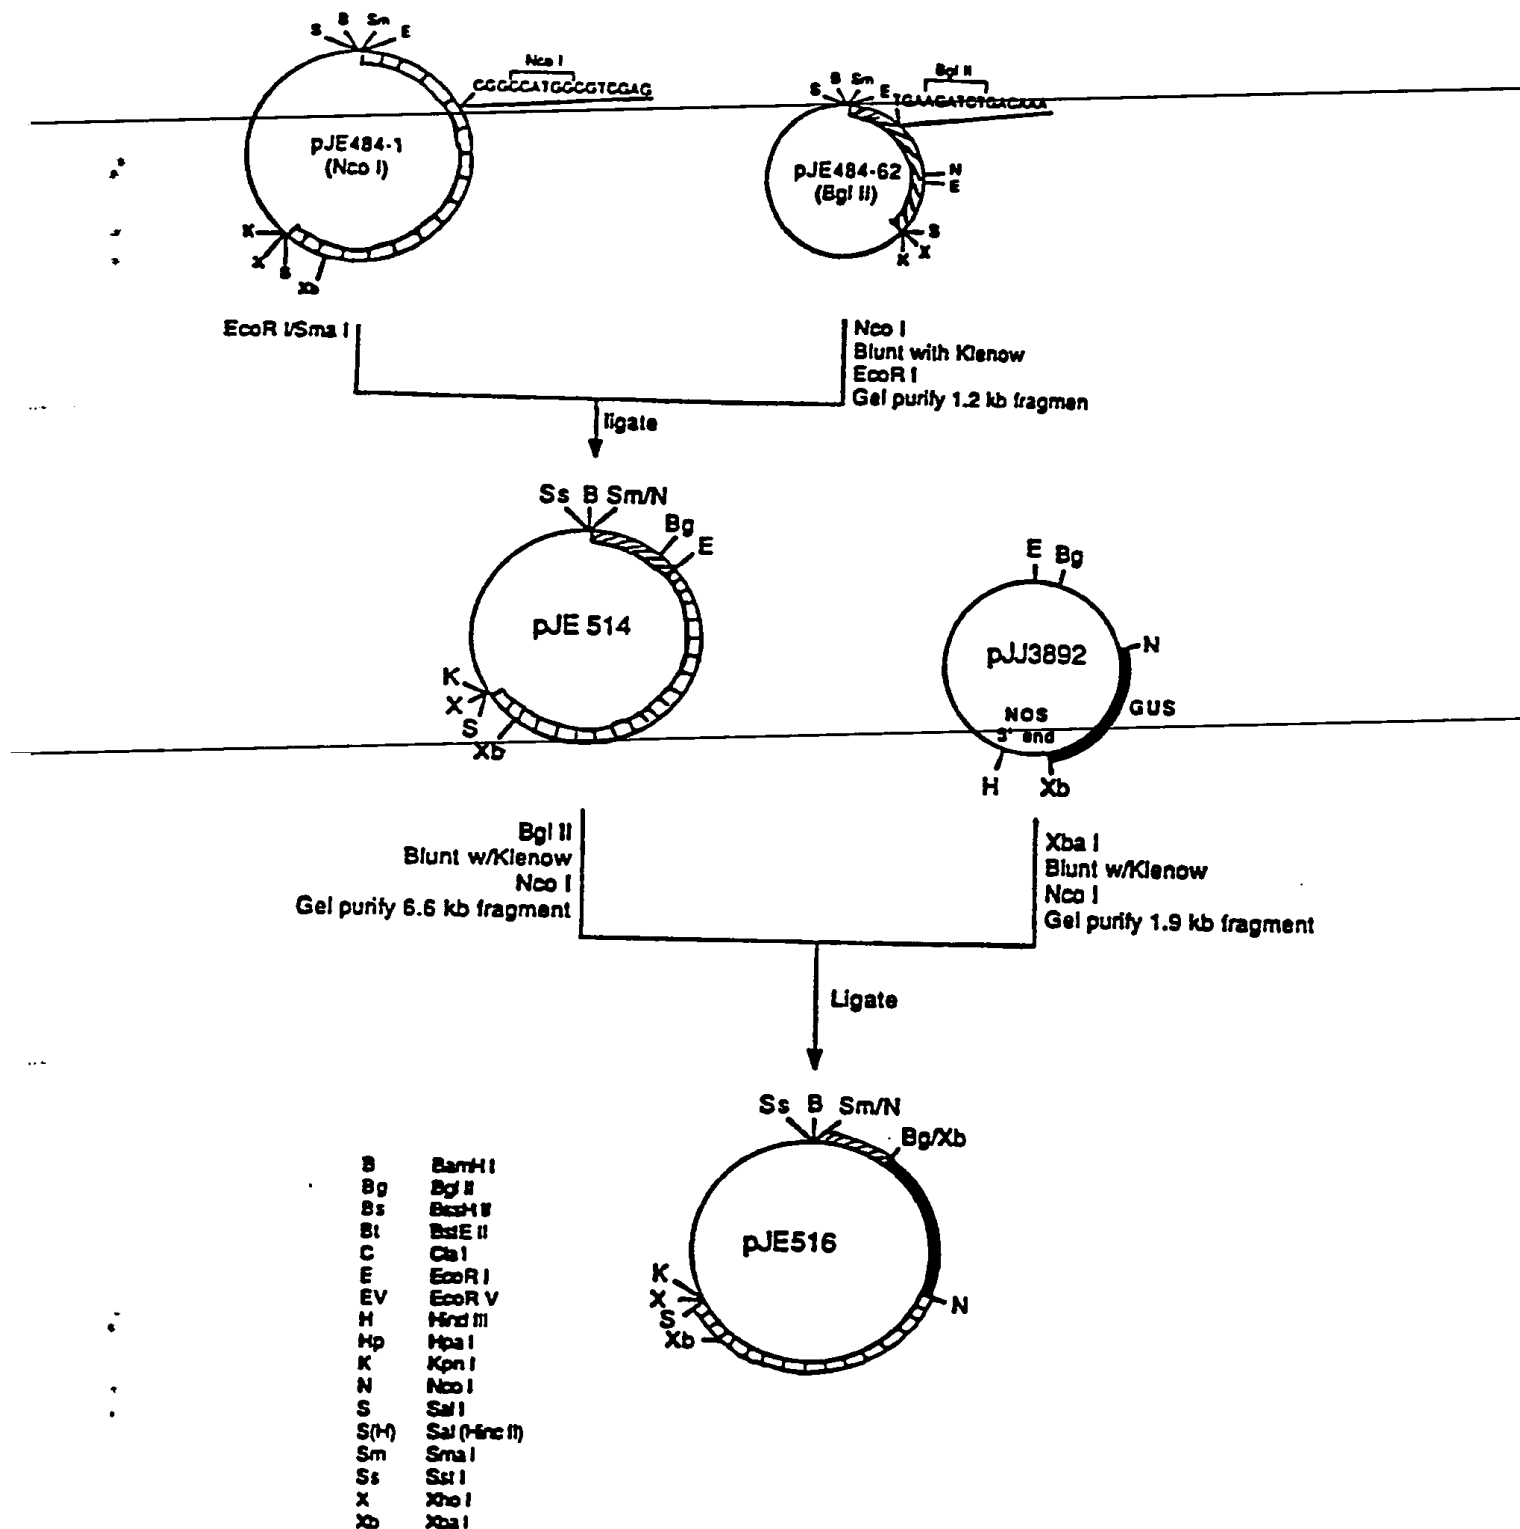 S B Sm E
Nco I
CGGCCATGGCGTCGAG
pJE484-1
(Nco I)
K
X
S
Xb
B Sm
S E
Bgl II
TGAAGATCTGACAAA
pJE484-62
(Bgl II)
N
E
S
X
K
EcoR I/Sma I
Nco I
Blunt with Klenow
EcoR I
Gel purify 1.2 kb fragmen
ligate
Ss B Sm/N
Bg
E
pJE 514
K
X
S
Xb
E Bg
N
pJJ3892
GUS
NOS
3' end
H Xb
Bgl II
Blunt w/Klenow
Nco I
Gel purify 6.6 kb fragment
Xba I
Blunt w/Klenow
Nco I
Gel purify 1.9 kb fragment
Ligate
Ss B Sm/N
Bg/Xb
pJE516
K
X
S
Xb
N
B BamH I
Bg Bgl II
Bs BssH II
Bt BstE II
C Cla I
E EcoR I
EV EcoR V
H Hind III
Hp Hpa I
K Kpn I
N Nco I
S Sal I
S(H) Sal (Hinc II)
Sm Sma I
Ss Sst I
X Xho I
Xb Xba I